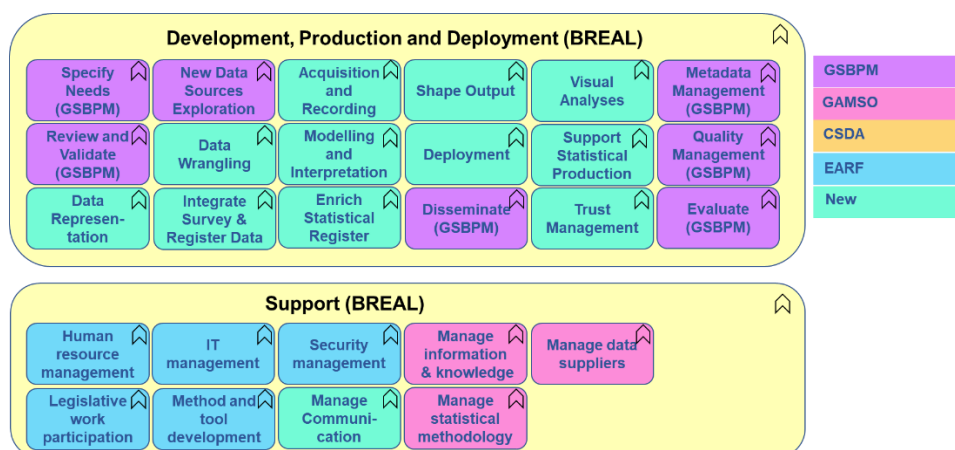 Development, Production and Deployment (BREAL)
Specify
Needs
(GSBPM)
New Data
Sources
Exploration
Acquisition
and
Recording
Shape Output
Visual
Analyses
Metadata
Management
(GSBPM)
Review and
Validate
(GSBPM)
Data
Wrangling
Modelling
and
Interpretation
Deployment
Support
Statistical
Production
Quality
Management
(GSBPM)
Data
Represen-
tation
Integrate
Survey &
Register Data
Enrich
Statistical
Register
Disseminate
(GSBPM)
Trust
Management
Evaluate
(GSBPM)
GSBPM
GAMSO
CSDA
EARF
New
Support (BREAL)
Human
resource
management
IT
management
Security
management
Manage
information
& knowledge
Manage data
suppliers
Legislative
work
participation
Method and
tool
development
Manage
Communi-
cation
Manage
statistical
methodology